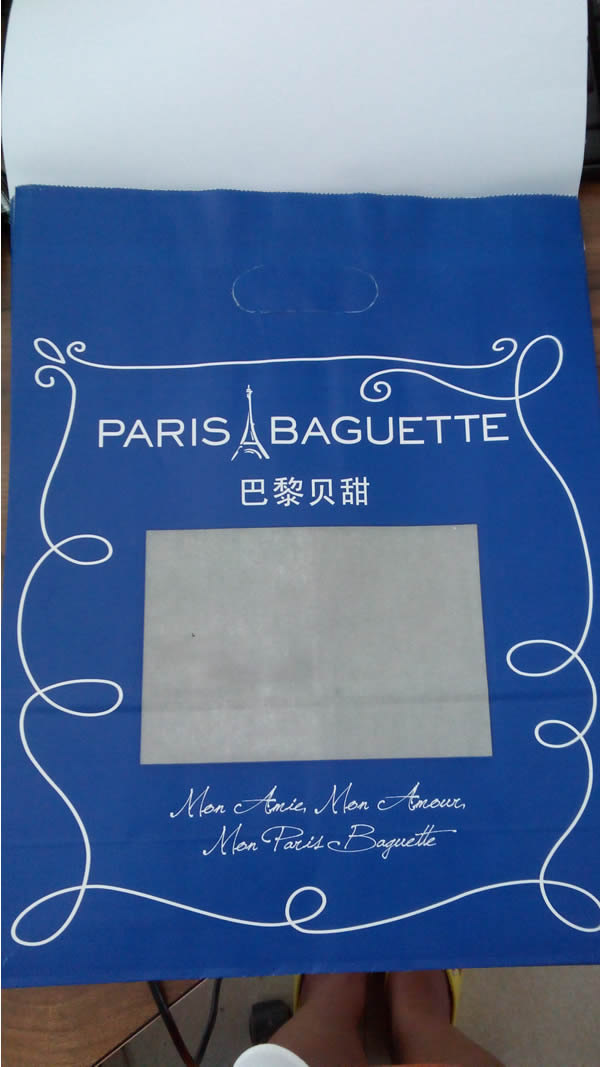 PARIS BAGUETTE
巴黎贝甜
Mon Amie, Mon Amour,
Mon Paris Baguette